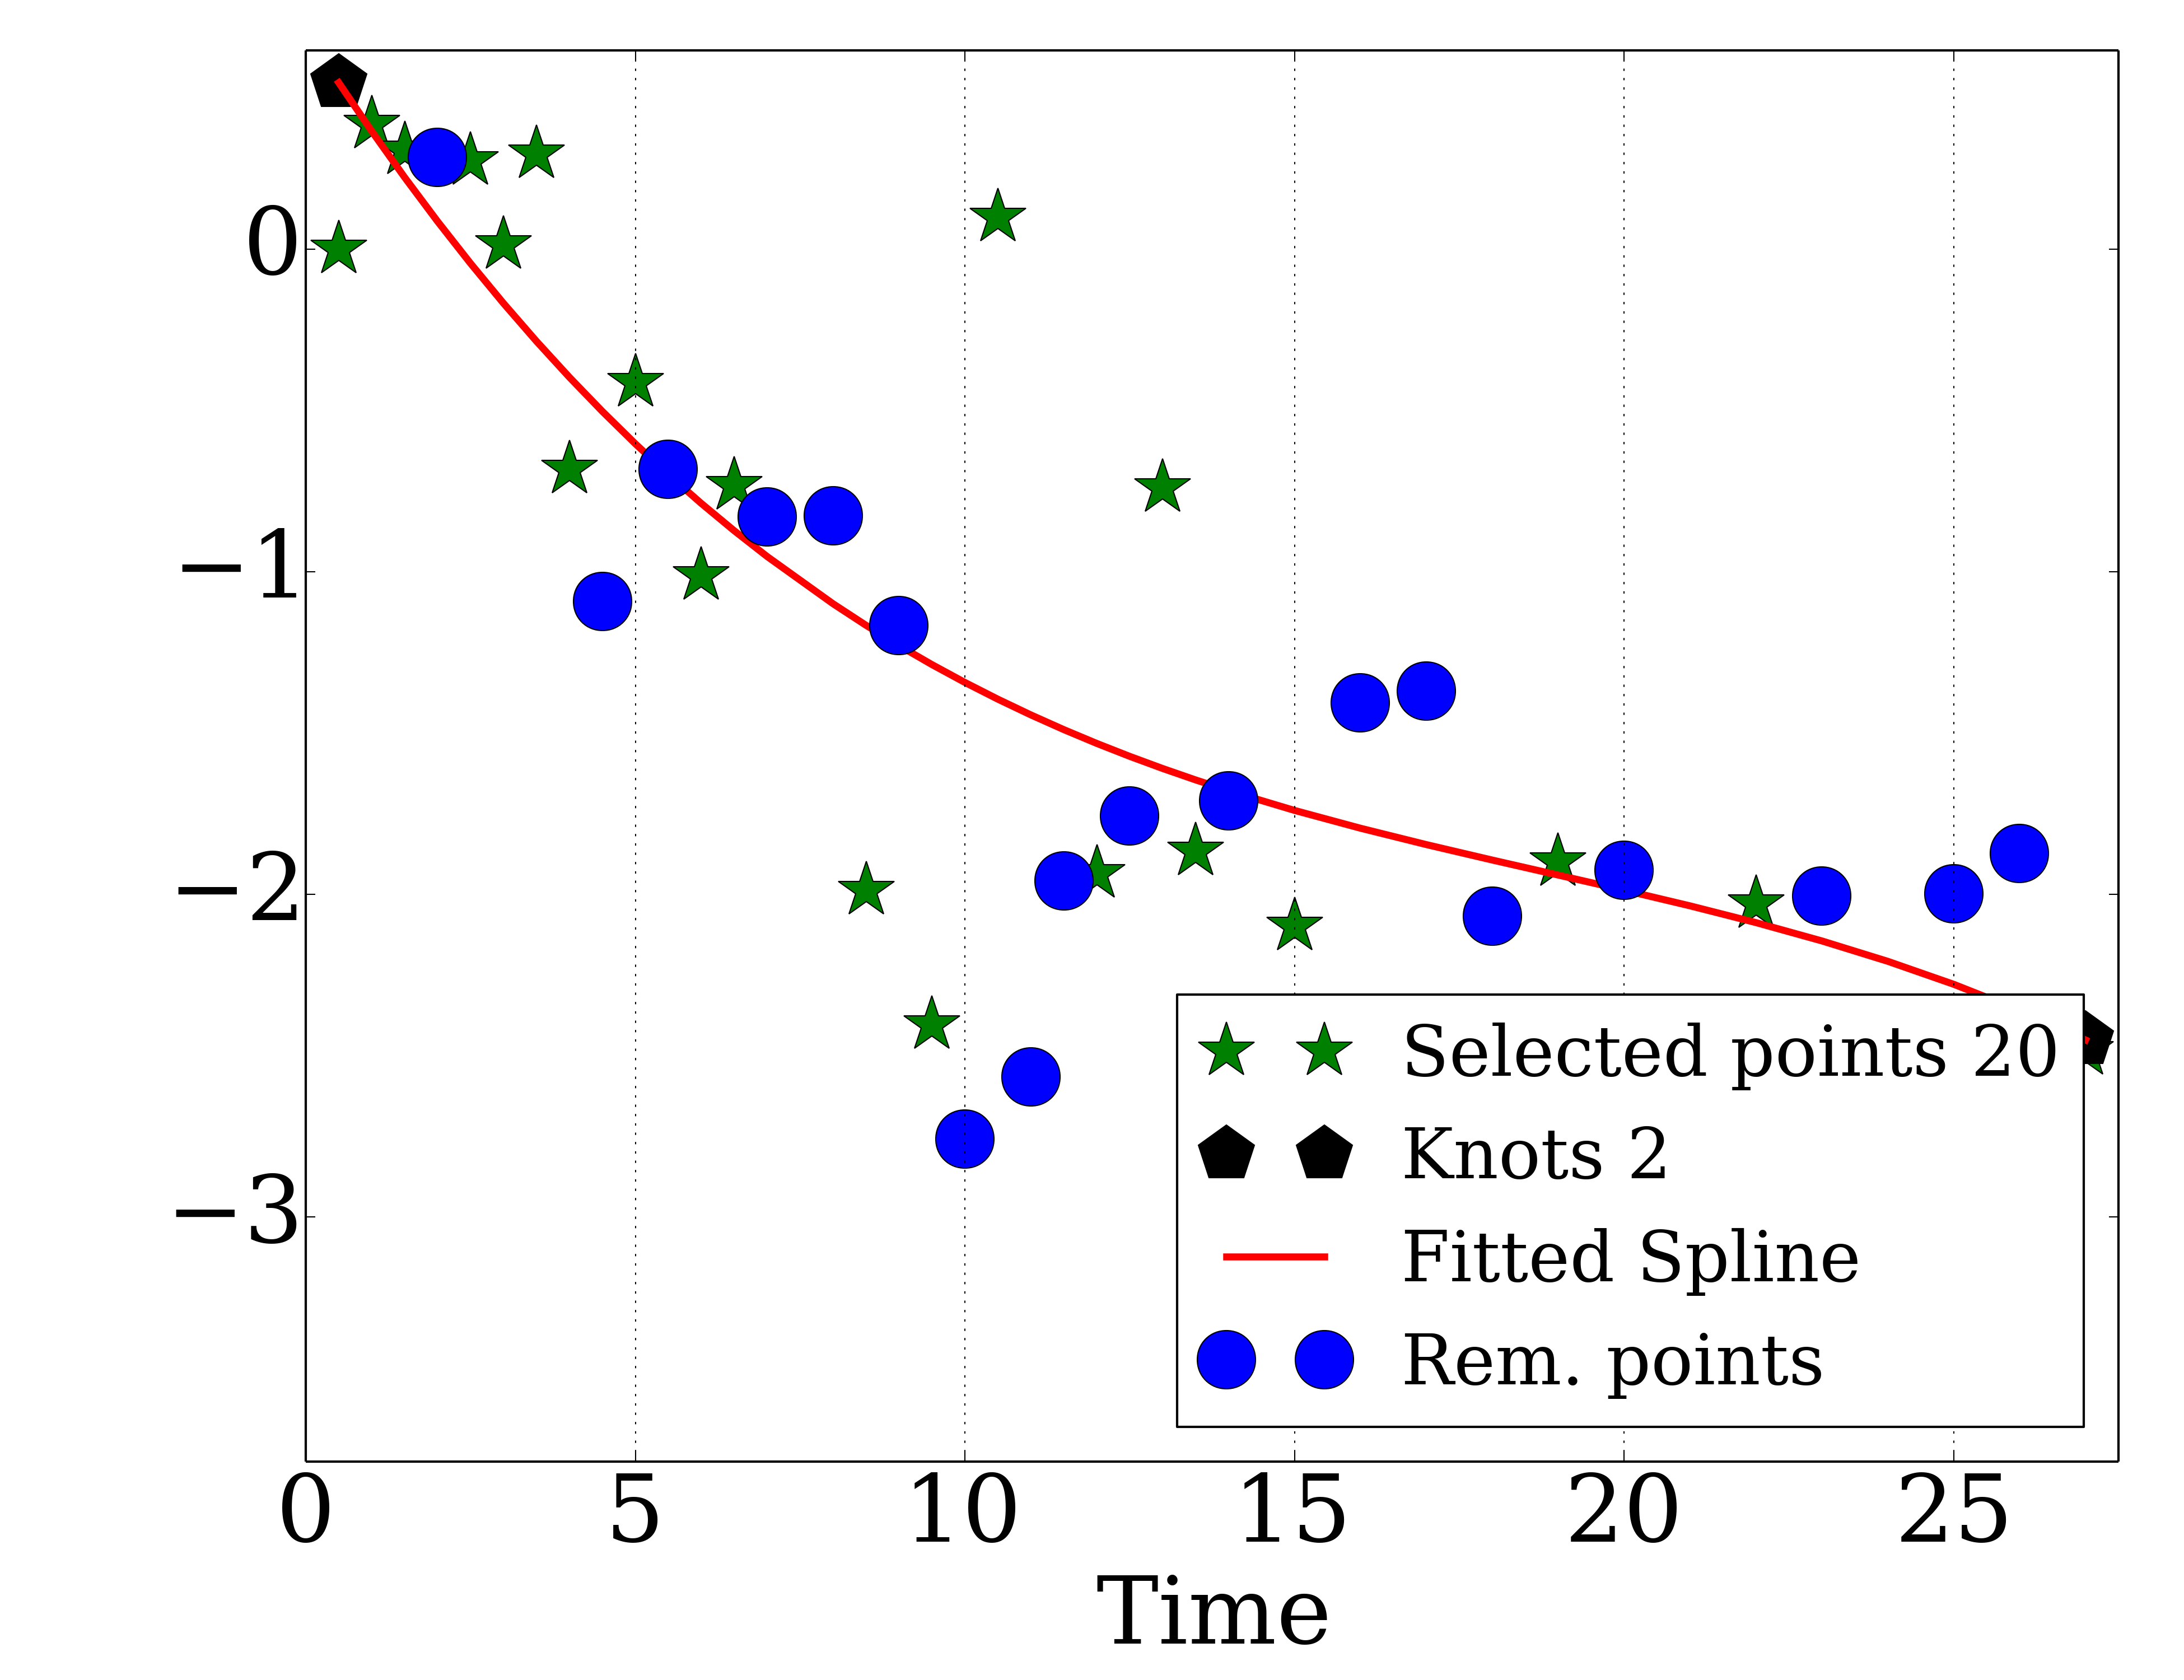 0
−1
−2
−3
Selected points 20
Knots 2
Fitted Spline
Rem. points
0 5 10 15 20 25
Time